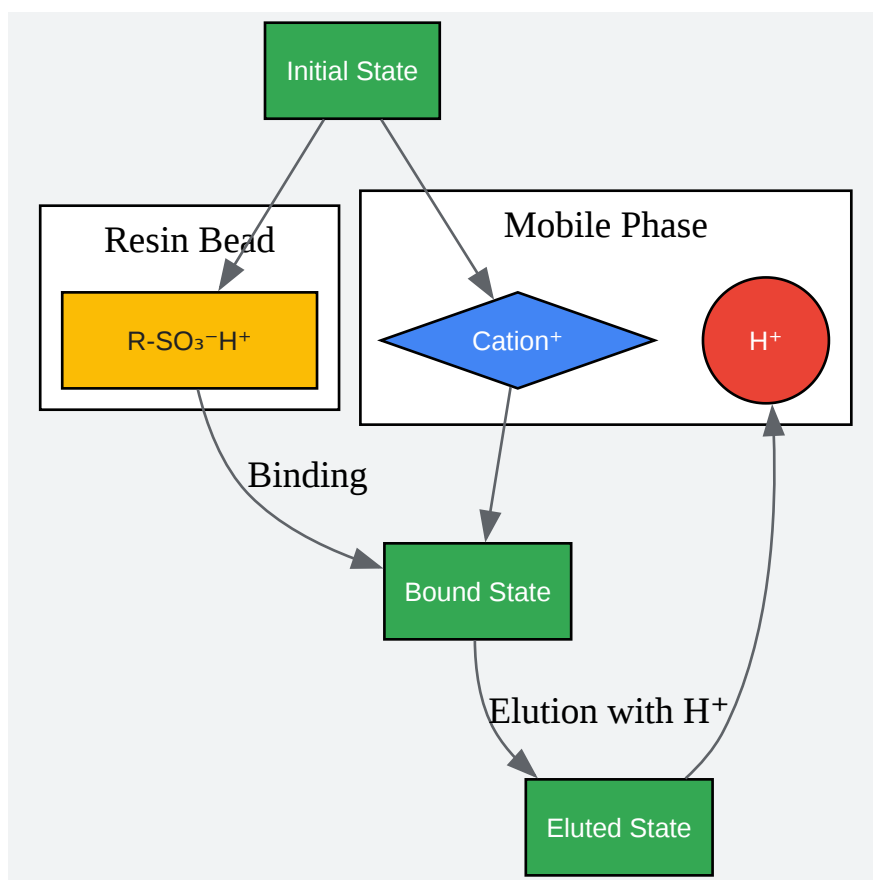 Initial State
Resin Bead
Mobile Phase
R-SO₃⁻H⁺
Cation⁺
H⁺
Binding
Bound State
Elution with H⁺
Eluted State